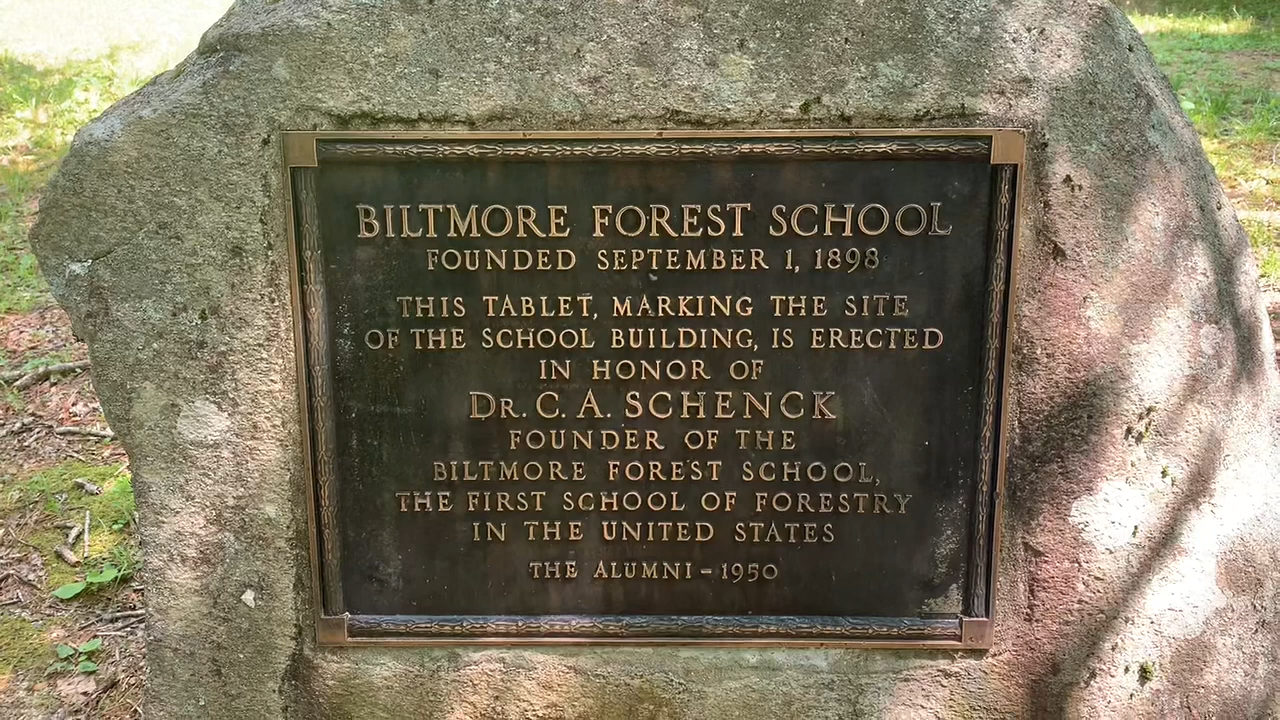 BILTMORE FOREST SCHOOL
FOUNDED SEPTEMBER 1, 1898
THIS TABLET, MARKING THE SITE
OF THE SCHOOL BUILDING, IS ERECTED
IN HONOR OF
DR. C. A. SCHENCK
FOUNDER OF THE
BILTMORE FOREST SCHOOL,
THE FIRST SCHOOL OF FORESTRY
IN THE UNITED STATES
THE ALUMNI – 1950